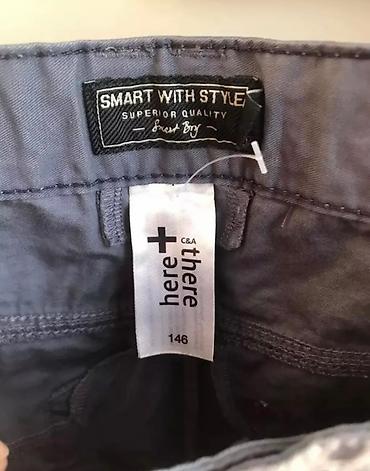 SMART WITH STYLE
SUPERIOR QUALITY
— Smart Boy —
here + there
C&A
146